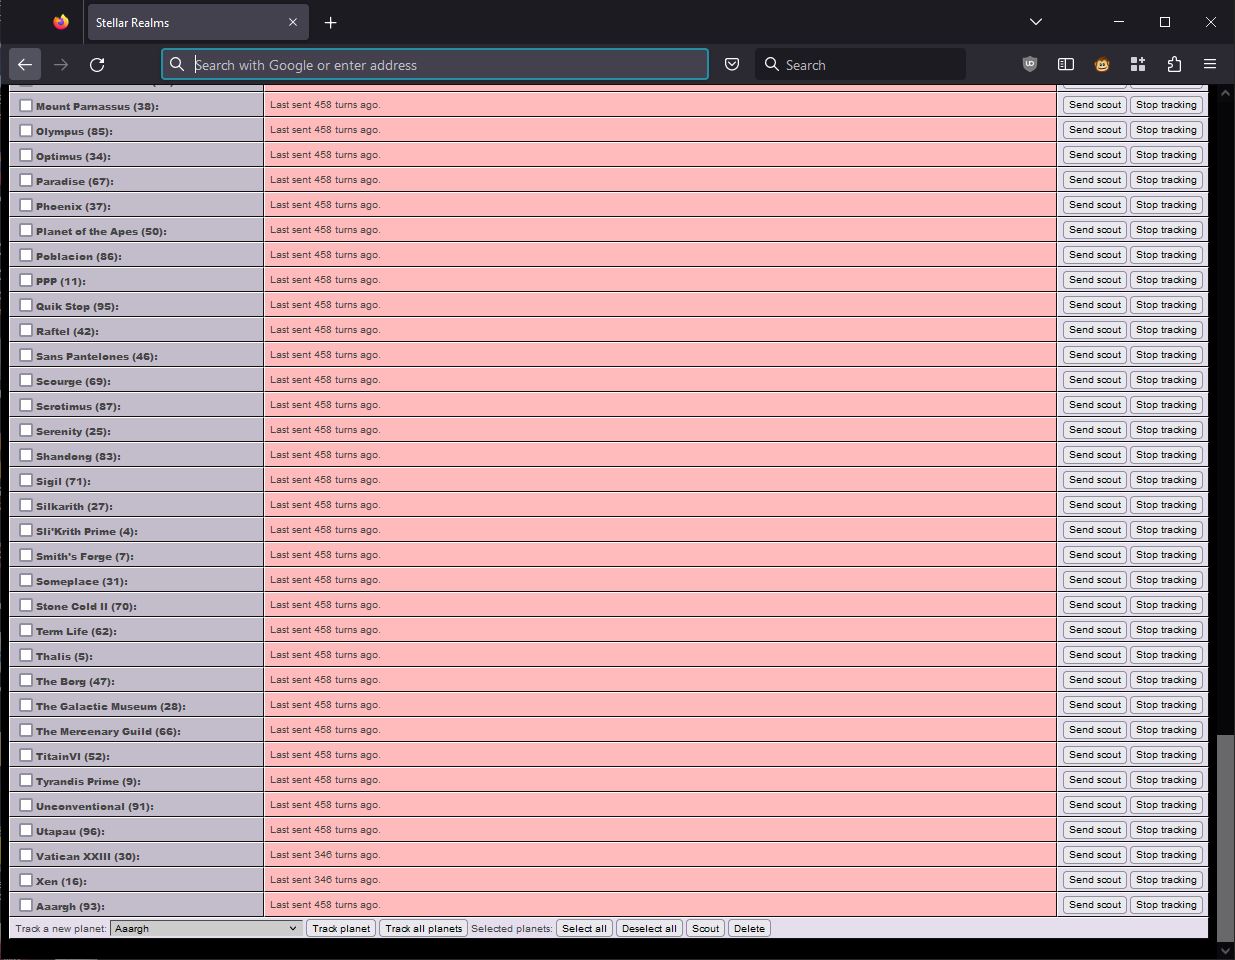 Stellar Realms
Search with Google or enter address
Search
Mount Parnassus (38): Last sent 458 turns ago. Send scout Stop tracking
Olympus (85): Last sent 458 turns ago. Send scout Stop tracking
Optimus (34): Last sent 458 turns ago. Send scout Stop tracking
Paradise (67): Last sent 458 turns ago. Send scout Stop tracking
Phoenix (37): Last sent 458 turns ago. Send scout Stop tracking
Planet of the Apes (50): Last sent 458 turns ago. Send scout Stop tracking
Poblacion (86): Last sent 458 turns ago. Send scout Stop tracking
PPP (11): Last sent 458 turns ago. Send scout Stop tracking
Quik Stop (95): Last sent 458 turns ago. Send scout Stop tracking
Raftel (42): Last sent 458 turns ago. Send scout Stop tracking
Sans Pantelones (46): Last sent 458 turns ago. Send scout Stop tracking
Scourge (69): Last sent 458 turns ago. Send scout Stop tracking
Scrotimus (87): Last sent 458 turns ago. Send scout Stop tracking
Serenity (25): Last sent 458 turns ago. Send scout Stop tracking
Shandong (83): Last sent 458 turns ago. Send scout Stop tracking
Sigil (71): Last sent 458 turns ago. Send scout Stop tracking
Silkarith (27): Last sent 458 turns ago. Send scout Stop tracking
Sli'Krith Prime (4): Last sent 458 turns ago. Send scout Stop tracking
Smith's Forge (7): Last sent 458 turns ago. Send scout Stop tracking
Someplace (31): Last sent 458 turns ago. Send scout Stop tracking
Stone Cold II (70): Last sent 458 turns ago. Send scout Stop tracking
Term Life (62): Last sent 458 turns ago. Send scout Stop tracking
Thalis (5): Last sent 458 turns ago. Send scout Stop tracking
The Borg (47): Last sent 458 turns ago. Send scout Stop tracking
The Galactic Museum (28): Last sent 458 turns ago. Send scout Stop tracking
The Mercenary Guild (66): Last sent 458 turns ago. Send scout Stop tracking
TitainVI (52): Last sent 458 turns ago. Send scout Stop tracking
Tyrandis Prime (9): Last sent 458 turns ago. Send scout Stop tracking
Unconventional (91): Last sent 458 turns ago. Send scout Stop tracking
Utapau (96): Last sent 458 turns ago. Send scout Stop tracking
Vatican XXIII (30): Last sent 346 turns ago. Send scout Stop tracking
Xen (16): Last sent 346 turns ago. Send scout Stop tracking
Aaargh (93): Last sent 458 turns ago. Send scout Stop tracking
Track a new planet: Aaargh Track planet Track all planets Selected planets: Select all Deselect all Scout Delete